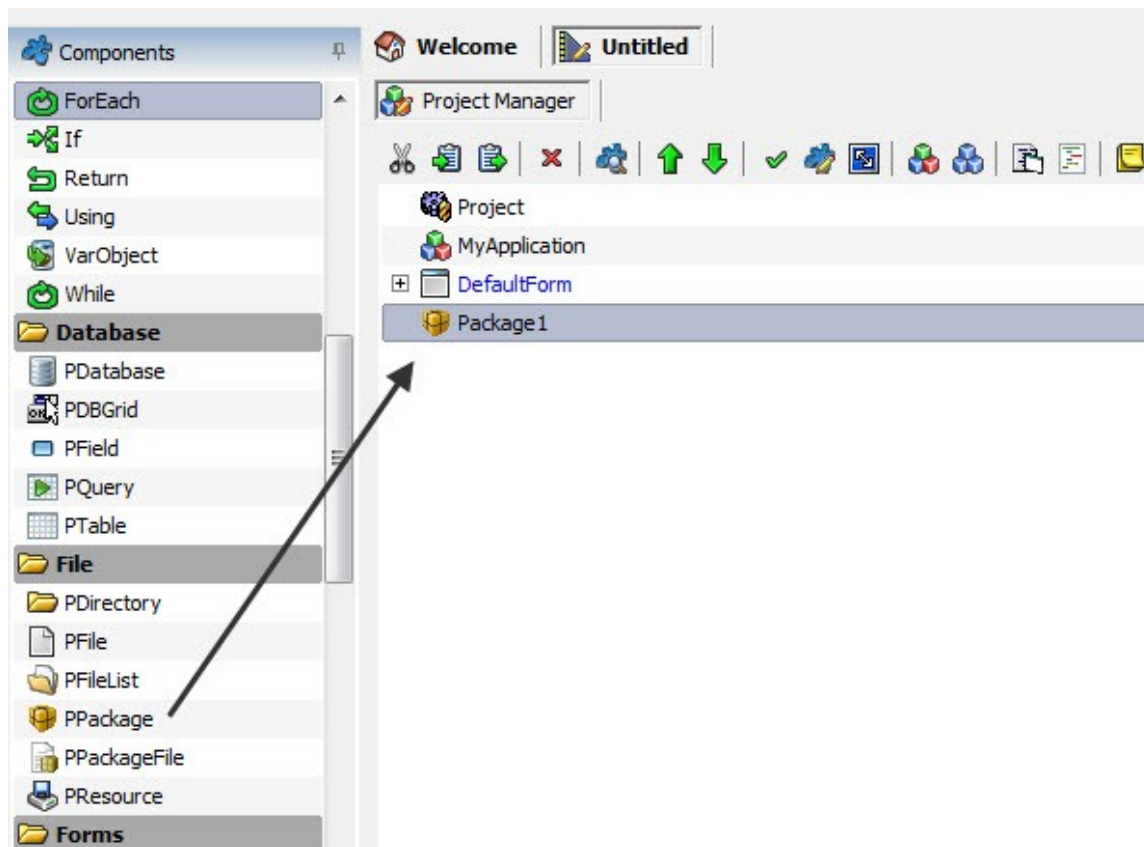 Components
ForEach
If
Return
Using
VarObject
While
Database
PDatabase
PDBGrid
PField
PQuery
PTable
File
PDirectory
PFile
PFileList
PPackage
PPackageFile
PResource
Forms
Welcome
Untitled
Project Manager
Project
MyApplication
DefaultForm
Package1